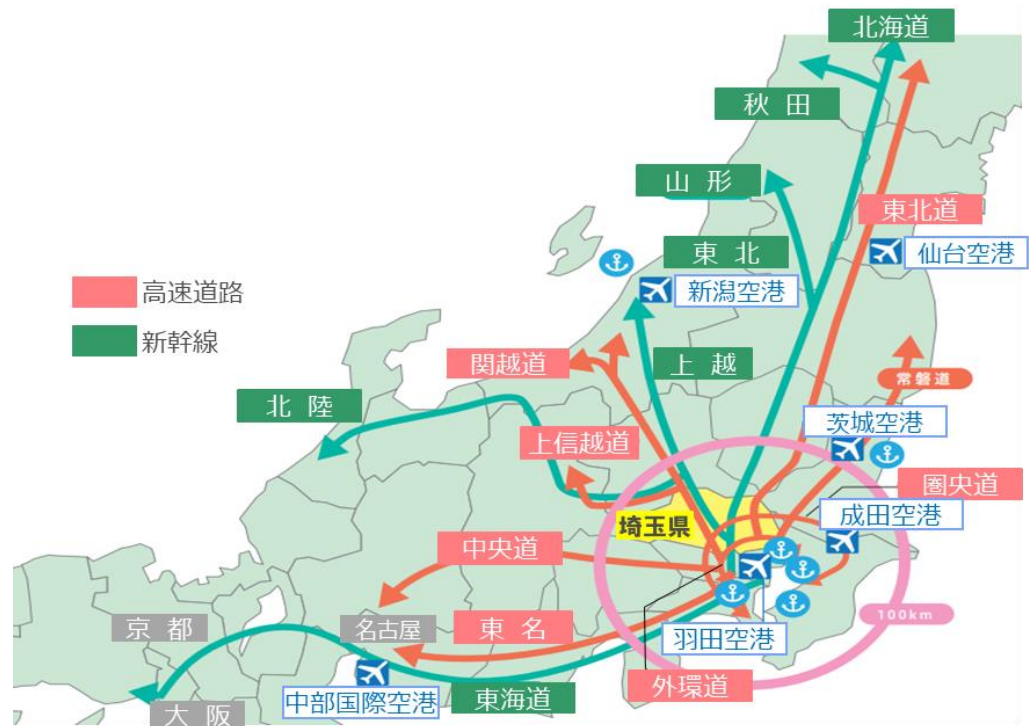 北海道
秋田
山形
東北道
東北
仙台空港
新潟空港
高速道路
新幹線
関越道
上越
常磐道
北陸
茨城空港
上信越道
圏央道
成田空港
埼玉県
中央道
100km
京都
名古屋
東名
羽田空港
外環道
中部国際空港
東海道
大阪